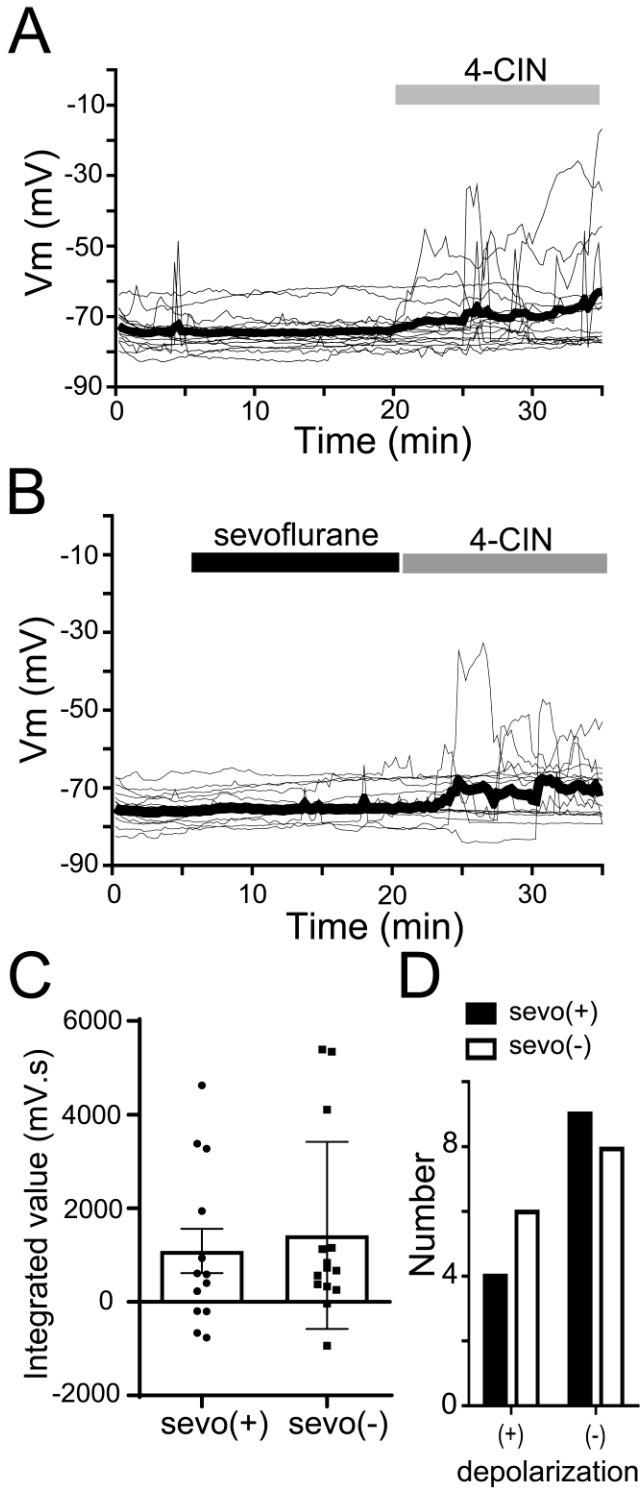 A
4-CIN
-10
-30
-50
-70
-90
Vm (mV)
0
10
20
30
Time (min)
B
sevoflurane
4-CIN
-10
-30
-50
-70
-90
Vm (mV)
0
10
20
30
Time (min)
C
6000
4000
2000
0
-2000
Integrated value (mV.s)
sevo(+)
sevo(-)
D
sevo(+)
sevo(-)
8
4
0
Number
(+)
(-)
depolarization